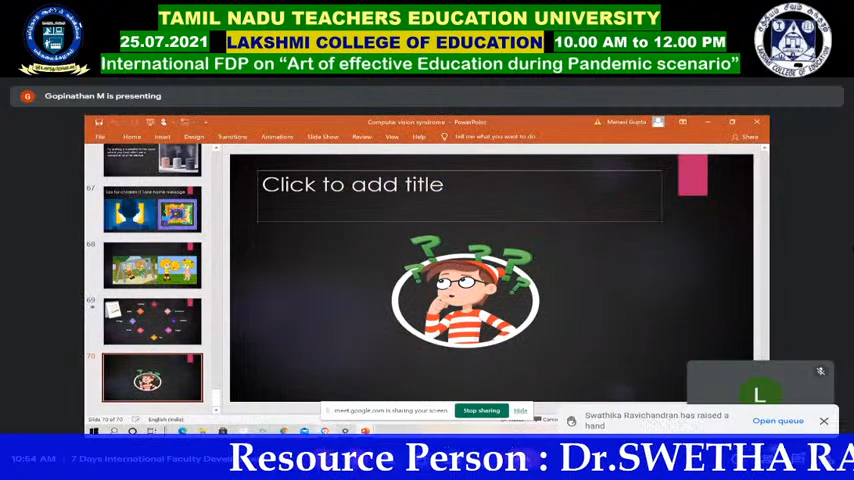 TAMIL NADU TEACHERS EDUCATION UNIVERSITY
25.07.2021 LAKSHMI COLLEGE OF EDUCATION 10.00 AM to 12.00 PM
International FDP on “Art of effective Education during Pandemic scenario”
G Gopinathan M is presenting
Computer vision syndrome - PowerPoint
Manesi Gupta
File Home Insert Design Transitions Animations Slide Show Review View Help Tell me what you want to do Share
67
68
69
70
Click to add title
L
meet.google.com is sharing your screen. Stop sharing Hide
Swathika Ravichandran has raised a
hand
Open queue
Slide 70 of 70 English (India)
Resource Person : Dr.SWETHA RA
10:54 AM | 7 Days International Faculty Deve